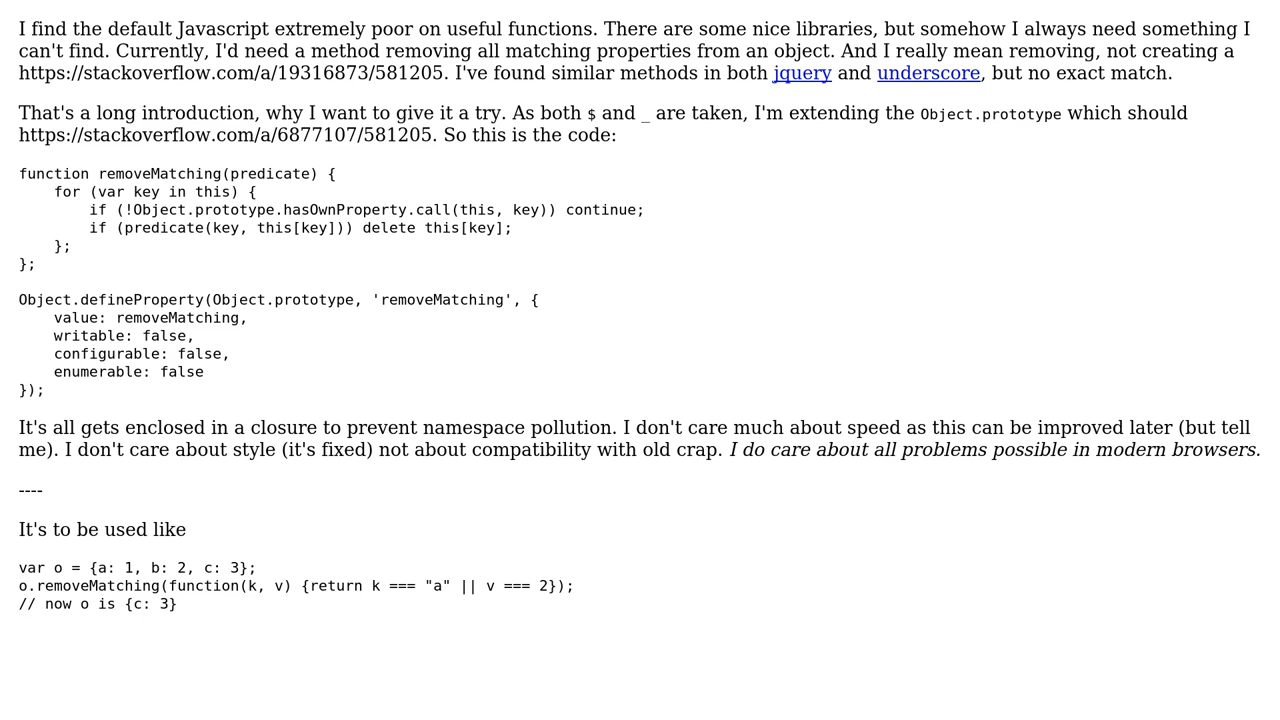 I find the default Javascript extremely poor on useful functions. There are some nice libraries, but somehow I always need something I
can't find. Currently, I'd need a method removing all matching properties from an object. And I really mean removing, not creating a
https://stackoverflow.com/a/19316873/581205. I've found similar methods in both jquery and underscore, but no exact match.
That's a long introduction, why I want to give it a try. As both $ and _ are taken, I'm extending the Object.prototype which should
https://stackoverflow.com/a/6877107/581205. So this is the code:
function removeMatching(predicate) {
    for (var key in this) {
        if (!Object.prototype.hasOwnProperty.call(this, key)) continue;
        if (predicate(key, this[key])) delete this[key];
    };
};
Object.defineProperty(Object.prototype, 'removeMatching', {
    value: removeMatching,
    writable: false,
    configurable: false,
    enumerable: false
});
It's all gets enclosed in a closure to prevent namespace pollution. I don't care much about speed as this can be improved later (but tell
me). I don't care about style (it's fixed) not about compatibility with old crap. I do care about all problems possible in modern browsers.
----
It's to be used like
var o = {a: 1, b: 2, c: 3};
o.removeMatching(function(k, v) {return k === "a" || v === 2});
// now o is {c: 3}